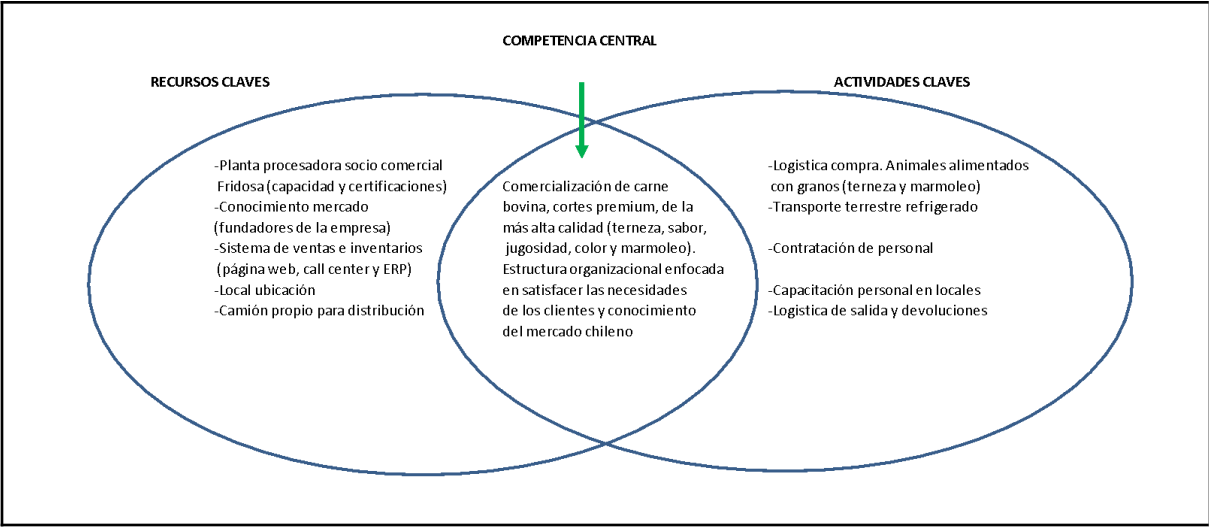 COMPETENCIA CENTRAL
RECURSOS CLAVES
ACTIVIDADES CLAVES
-Planta procesadora socio comercial
Fridosa (capacidad y certificaciones)
-Conocimiento mercado
(fundadores de la empresa)
-Sistema de ventas e inventarios
(página web, call center y ERP)
-Local ubicación
-Camión propio para distribución
Comercialización de carne
bovina, cortes premium, de la
más alta calidad (terneza, sabor,
jugosidad, color y marmoleo).
Estructura organizacional enfocada
en satisfacer las necesidades
de los clientes y conocimiento
del mercado chileno
-Logistica compra. Animales alimentados
con granos (terneza y marmoleo)
-Transporte terrestre refrigerado
-Contratación de personal
-Capacitación personal en locales
-Logistica de salida y devoluciones